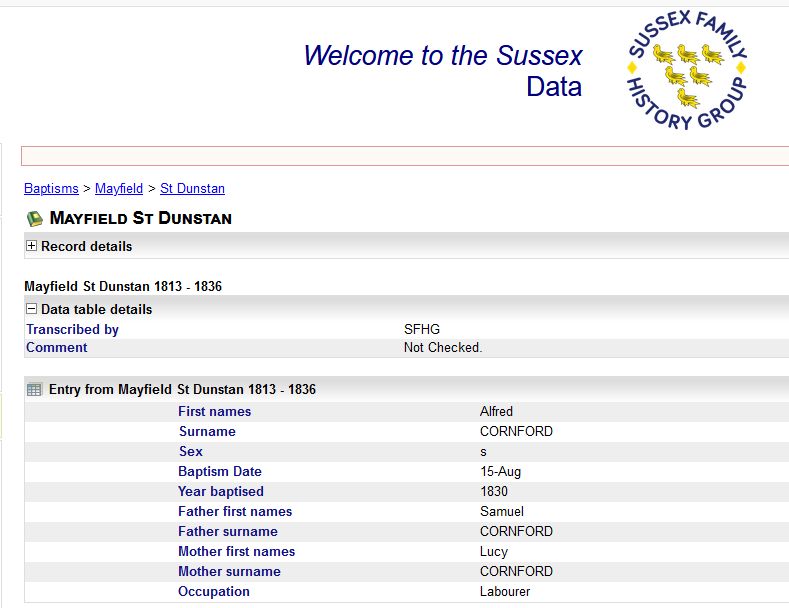 Welcome to the Sussex
Data
SUSSEX FAMILY
HISTORY GROUP
Baptisms > Mayfield > St Dunstan
MAYFIELD ST DUNSTAN
Record details
Mayfield St Dunstan 1813 - 1836
Data table details
Transcribed by SFHG
Comment Not Checked.
Entry from Mayfield St Dunstan 1813 - 1836
First names Alfred
Surname CORNFORD
Sex s
Baptism Date 15-Aug
Year baptised 1830
Father first names Samuel
Father surname CORNFORD
Mother first names Lucy
Mother surname CORNFORD
Occupation Labourer